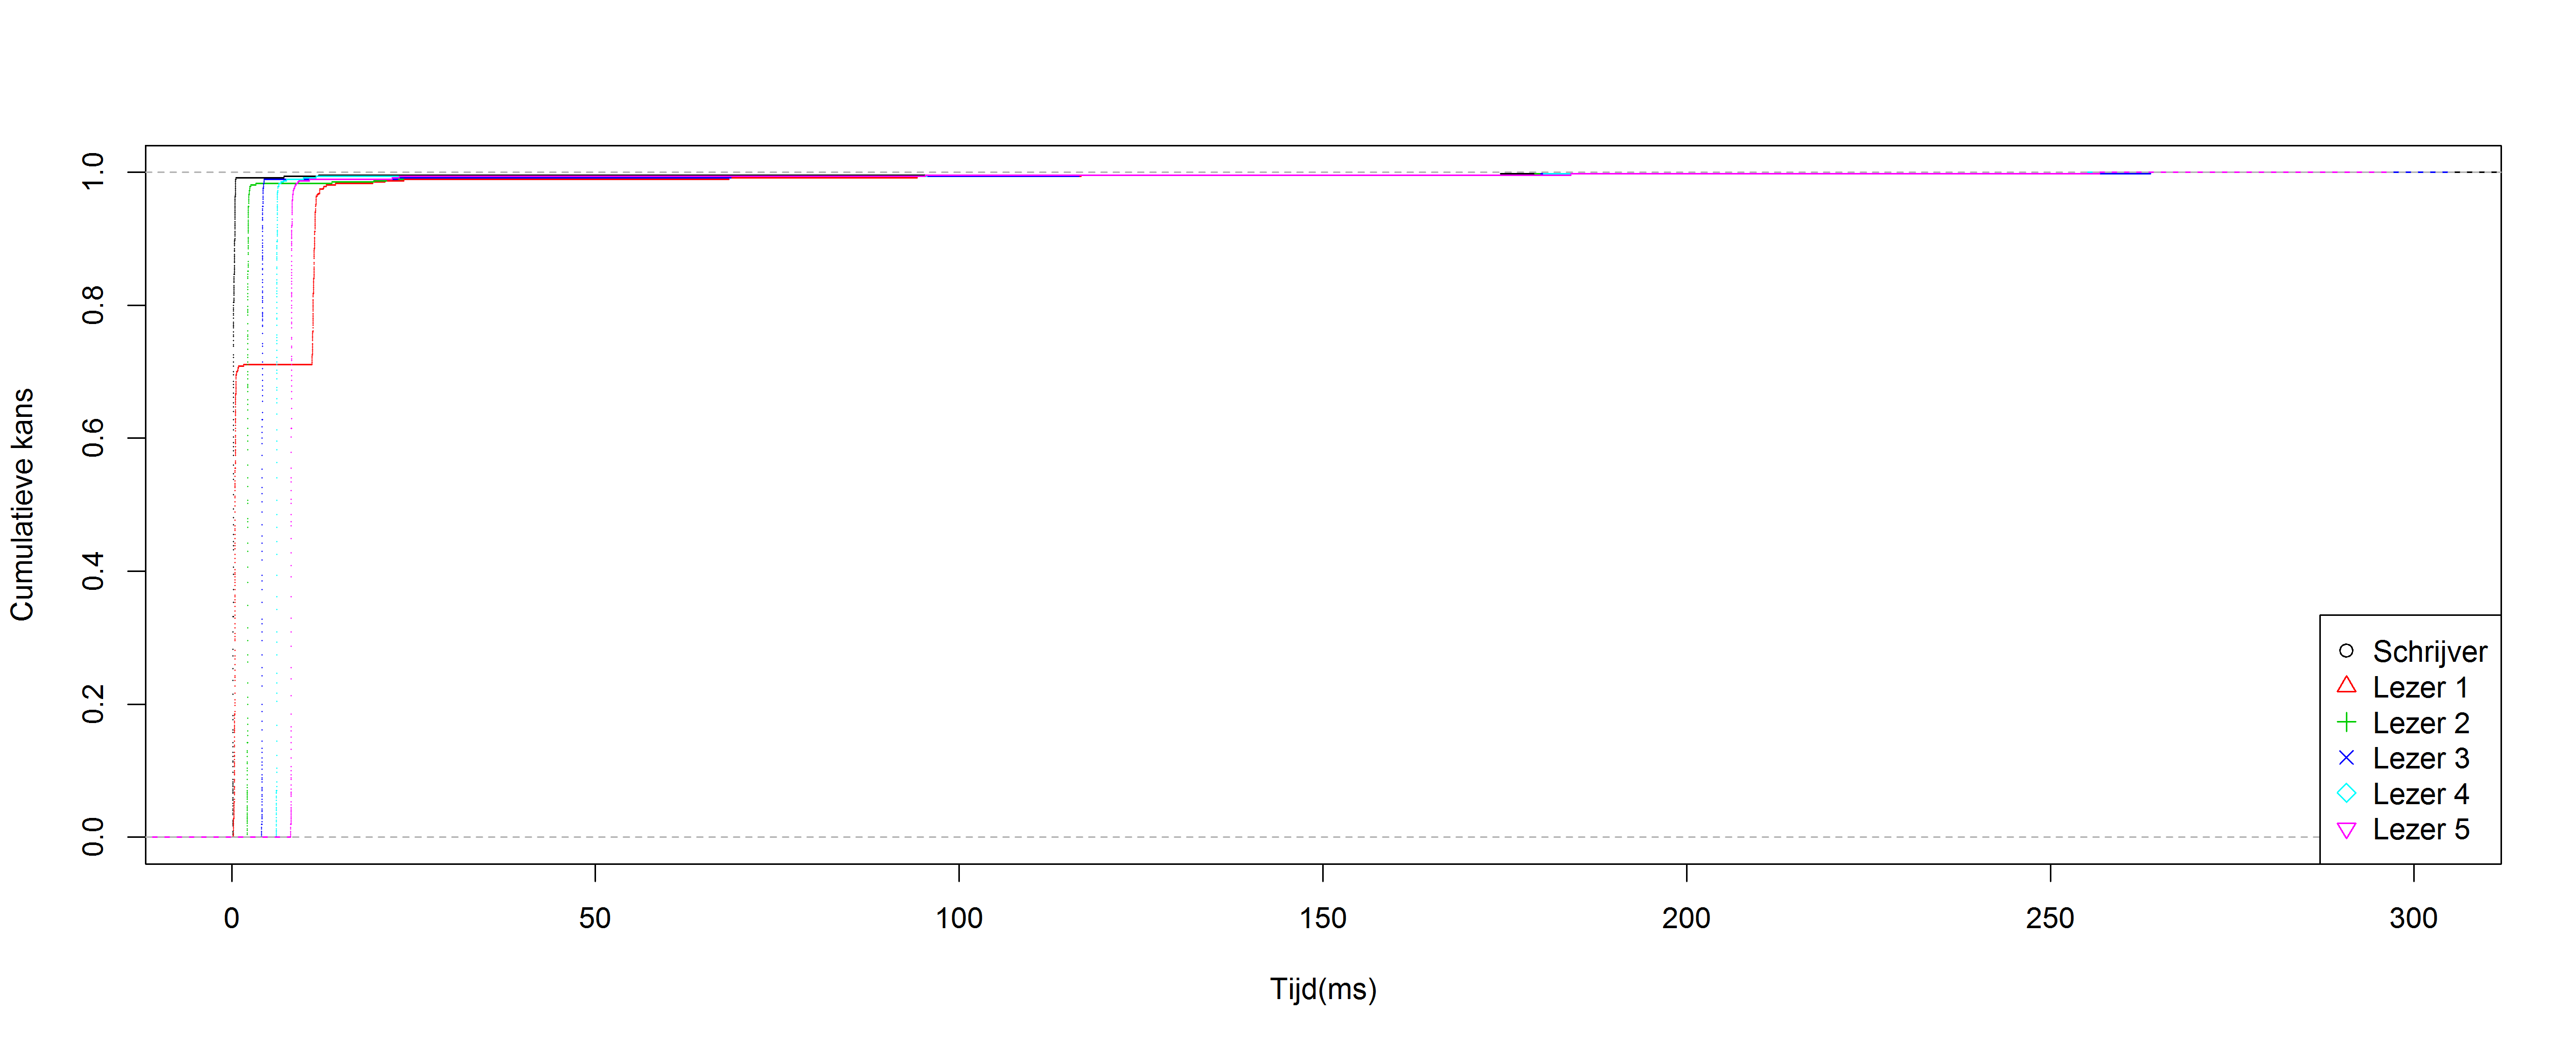 Cumulatieve kans
1.0
0.8
0.6
0.4
0.2
0.0
Schrijver
Lezer 1
Lezer 2
Lezer 3
Lezer 4
Lezer 5
0 50 100 150 200 250 300
Tijd(ms)